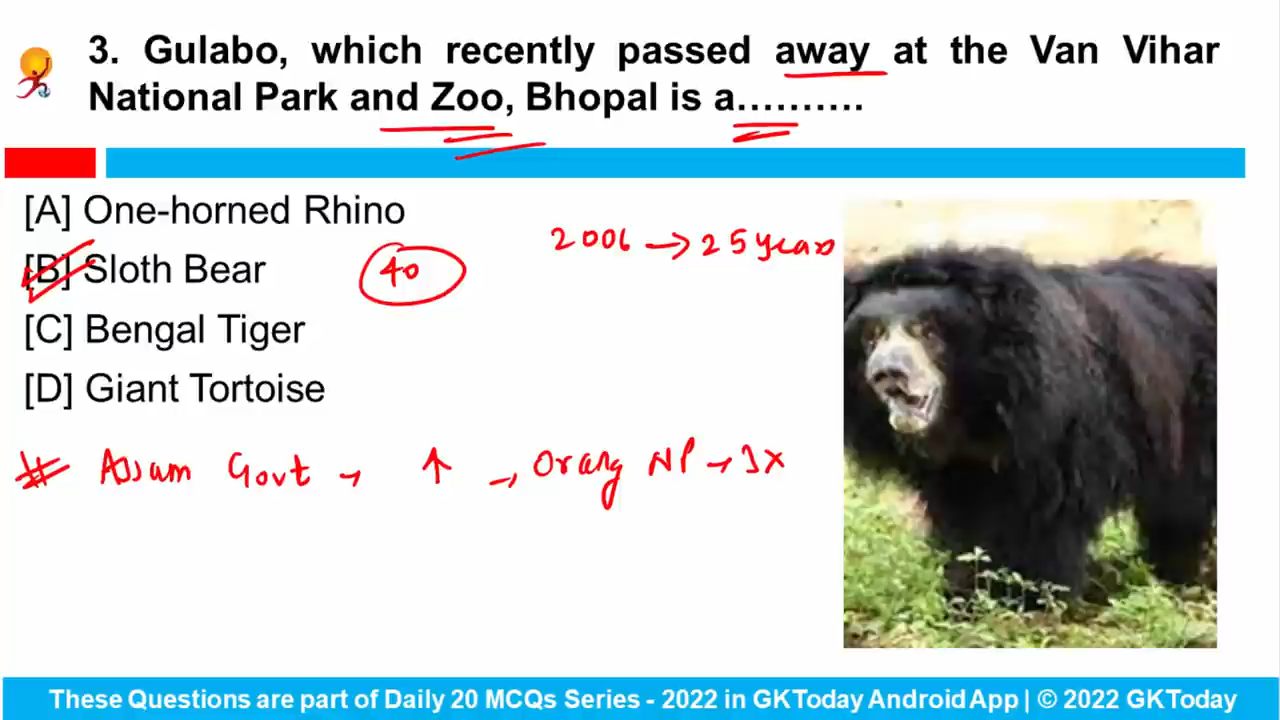 3. Gulabo, which recently passed away at the Van Vihar
National Park and Zoo, Bhopal is a..........
[A] One-horned Rhino
2006 → 25 years
[B] Sloth Bear
40
[C] Bengal Tiger
[D] Giant Tortoise
# Assam Govt → ↑ → Orang NP → 3X
These Questions are part of Daily 20 MCQs Series - 2022 in GKToday Android App | © 2022 GKToday